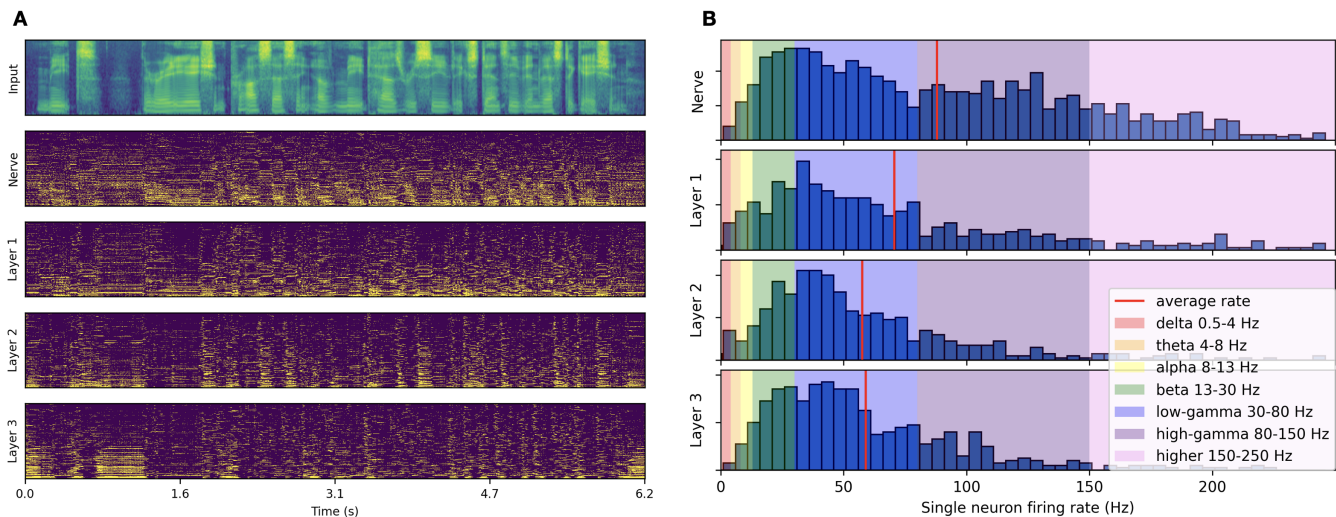 A
Input
Nerve
Layer 1
Layer 2
Layer 3
0.0 1.6 3.1 4.7 6.2
Time (s)
B
Nerve
Layer 1
Layer 2
Layer 3
average rate
delta 0.5-4 Hz
theta 4-8 Hz
alpha 8-13 Hz
beta 13-30 Hz
low-gamma 30-80 Hz
high-gamma 80-150 Hz
higher 150-250 Hz
0 50 100 150 200
Single neuron firing rate (Hz)